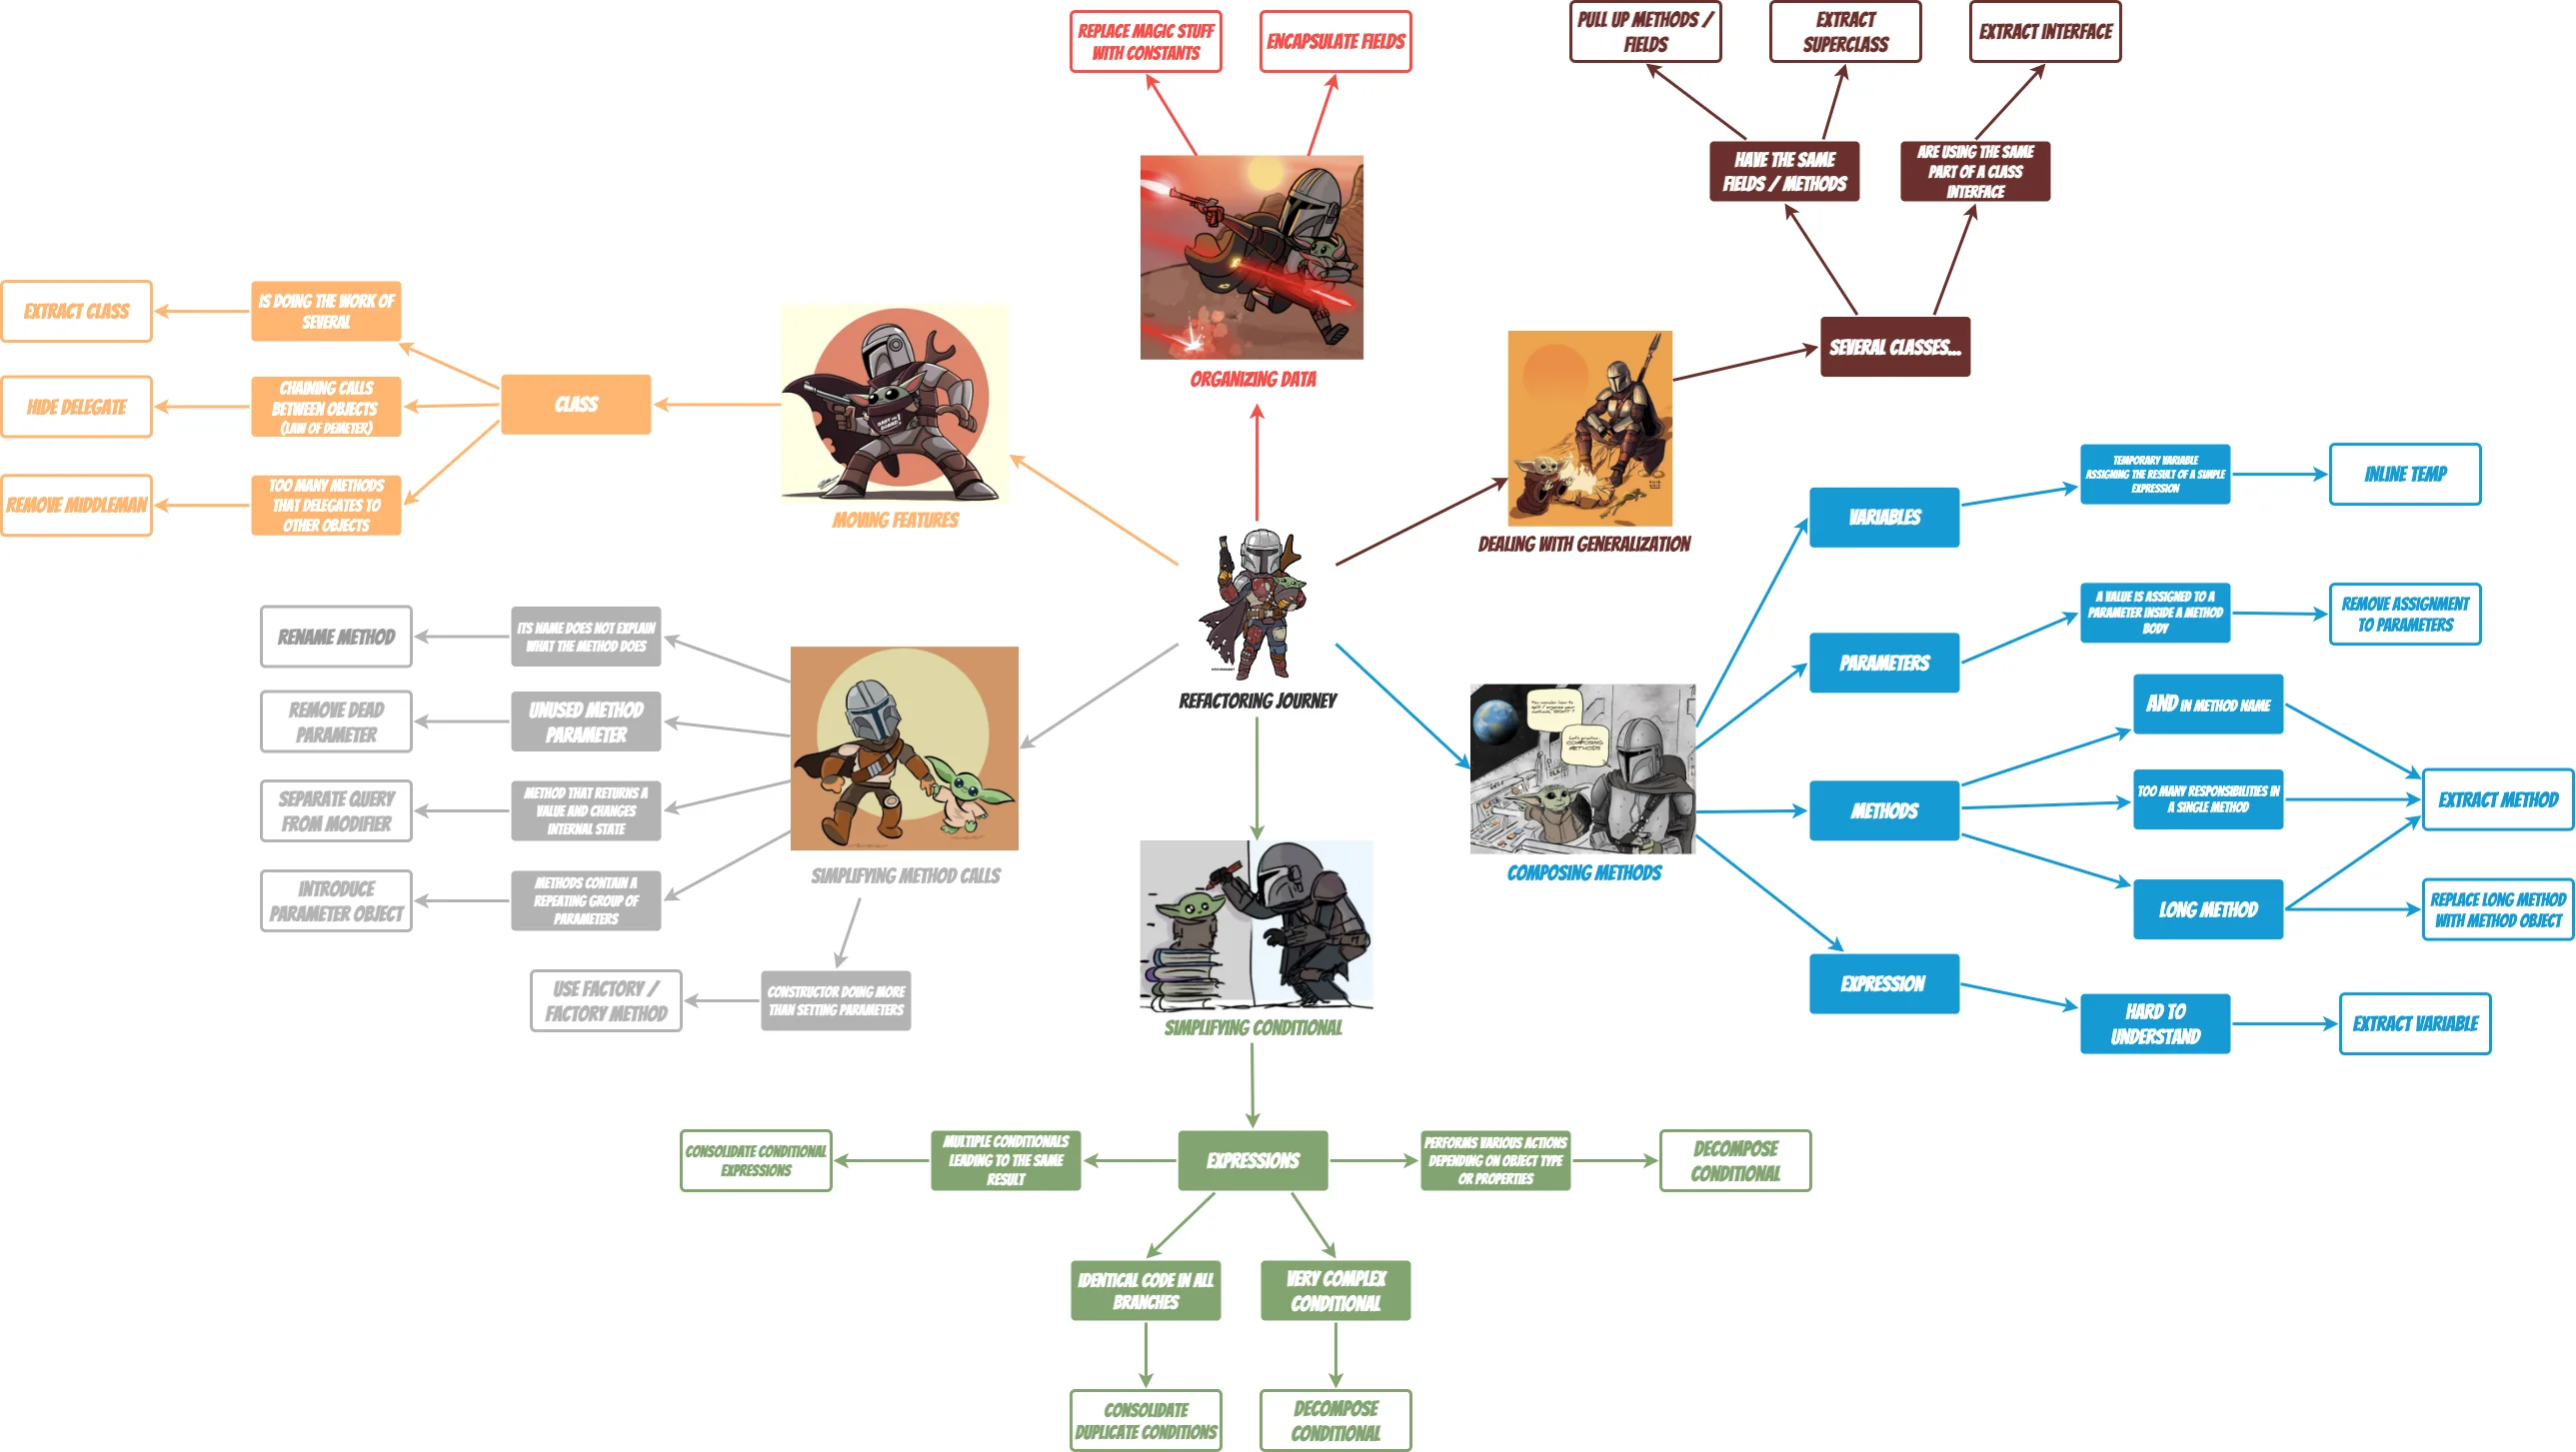 REPLACE MAGIC STUFF
WITH CONSTANTS
ENCAPSULATE FIELDS
ORGANIZING DATA
PULL UP METHODS /
FIELDS
EXTRACT
SUPERCLASS
EXTRACT INTERFACE
HAVE THE SAME
FIELDS / METHODS
ARE USING THE SAME
PART OF A CLASS
INTERFACE
SEVERAL CLASSES...
DEALING WITH GENERALIZATION
EXTRACT CLASS
IS DOING THE WORK OF
SEVERAL
HIDE DELEGATE
CHAINING CALLS
BETWEEN OBJECTS
(LAW OF DEMETER)
CLASS
REMOVE MIDDLEMAN
TOO MANY METHODS
THAT DELEGATES TO
OTHER OBJECTS
MOVING FEATURES
REFACTORING JOURNEY
RENAME METHOD
ITS NAME DOES NOT EXPLAIN
WHAT THE METHOD DOES
REMOVE DEAD
PARAMETER
UNUSED METHOD
PARAMETER
SEPARATE QUERY
FROM MODIFIER
METHOD THAT RETURNS A
VALUE AND CHANGES
INTERNAL STATE
INTRODUCE
PARAMETER OBJECT
METHODS CONTAIN A
REPEATING GROUP OF
PARAMETERS
SIMPLIFYING METHOD CALLS
USE FACTORY /
FACTORY METHOD
CONSTRUCTOR DOING MORE
THAN SETTING PARAMETERS
VARIABLES
TEMPORARY VARIABLE
ASSIGNING THE RESULT OF A SIMPLE
EXPRESSION
INLINE TEMP
PARAMETERS
A VALUE IS ASSIGNED TO A
PARAMETER INSIDE A METHOD
BODY
REMOVE ASSIGNMENT
TO PARAMETERS
Let's practice
COMPOSING
METHODS
COMPOSING METHODS
METHODS
AND IN METHOD NAME
TOO MANY RESPONSIBILITIES IN
A SINGLE METHOD
EXTRACT METHOD
LONG METHOD
REPLACE LONG METHOD
WITH METHOD OBJECT
EXPRESSION
HARD TO
UNDERSTAND
EXTRACT VARIABLE
SIMPLIFYING CONDITIONAL
CONSOLIDATE CONDITIONAL
EXPRESSIONS
MULTIPLE CONDITIONALS
LEADING TO THE SAME
RESULT
EXPRESSIONS
PERFORMS VARIOUS ACTIONS
DEPENDING ON OBJECT TYPE
OR PROPERTIES
DECOMPOSE
CONDITIONAL
IDENTICAL CODE IN ALL
BRANCHES
VERY COMPLEX
CONDITIONAL
CONSOLIDATE
DUPLICATE CONDITIONS
DECOMPOSE
CONDITIONAL